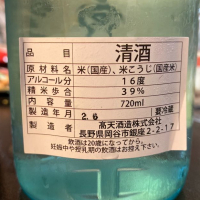 品目 清酒
原材料名 米(国産)、米こうじ(国産米)
アルコール分 16度
精米歩合 39%
内容量 720ml
製造年月 2.6 要冷蔵
製造者 高天酒造株式会社
長野県岡谷市銀座2-2-17
飲酒は20歳になってから。
妊娠中や授乳期の飲酒はお控え下さい。